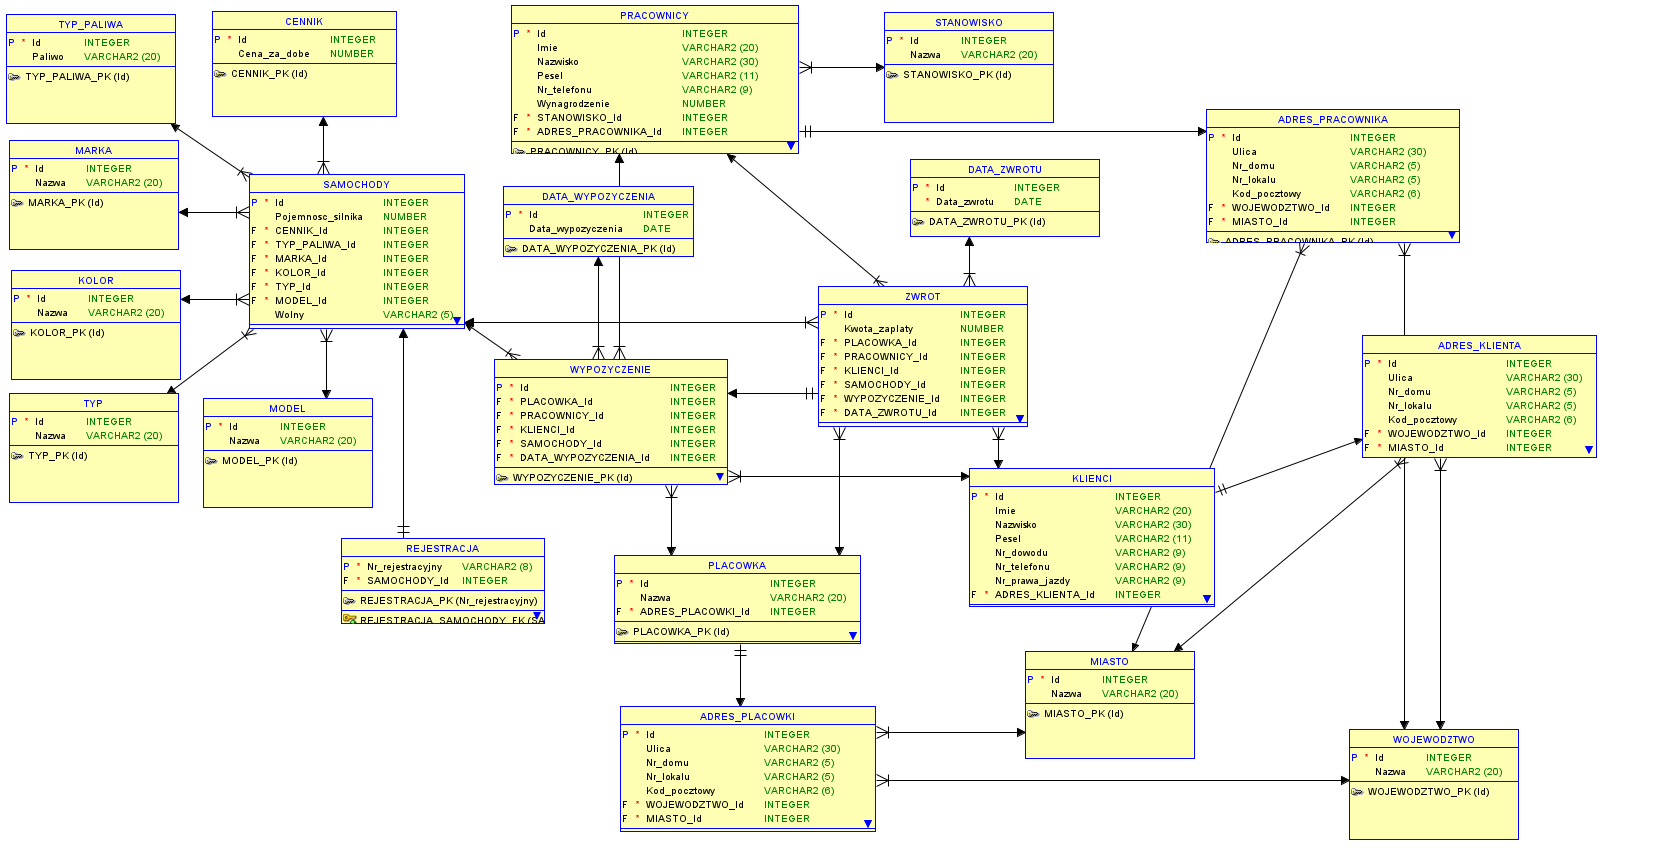 TYP_PALIWA
P * Id INTEGER
Paliwo VARCHAR2 (20)
TYP_PALIWA_PK (Id)
CENNIK
P * Id INTEGER
Cena_za_dobe NUMBER
CENNIK_PK (Id)
PRACOWNICY
P * Id INTEGER
Imie VARCHAR2 (20)
Nazwisko VARCHAR2 (30)
Pesel VARCHAR2 (11)
Nr_telefonu VARCHAR2 (9)
Wynagrodzenie NUMBER
F * STANOWISKO_Id INTEGER
F * ADRES_PRACOWNIKA_Id INTEGER
PRACOWNICY_PK (Id)
STANOWISKO
P * Id INTEGER
Nazwa VARCHAR2 (20)
STANOWISKO_PK (Id)
ADRES_PRACOWNIKA
P * Id INTEGER
Ulica VARCHAR2 (30)
Nr_domu VARCHAR2 (5)
Nr_lokalu VARCHAR2 (5)
Kod_pocztowy VARCHAR2 (6)
F * WOJEWODZTWO_Id INTEGER
F * MIASTO_Id INTEGER
ADRES_PRACOWNIKA_PK (Id)
MARKA
P * Id INTEGER
Nazwa VARCHAR2 (20)
MARKA_PK (Id)
SAMOCHODY
P * Id INTEGER
Pojemnosc_silnika NUMBER
F * CENNIK_Id INTEGER
F * TYP_PALIWA_Id INTEGER
F * MARKA_Id INTEGER
F * KOLOR_Id INTEGER
F * TYP_Id INTEGER
F * MODEL_Id INTEGER
Wolny VARCHAR2 (5)
DATA_WYPOZYCZENIA
P * Id INTEGER
Data_wypozyczenia DATE
DATA_WYPOZYCZENIA_PK (Id)
DATA_ZWROTU
P * Id INTEGER
* Data_zwrotu DATE
DATA_ZWROTU_PK (Id)
KOLOR
P * Id INTEGER
Nazwa VARCHAR2 (20)
KOLOR_PK (Id)
ZWROT
P * Id INTEGER
Kwota_zaplaty NUMBER
F * PLACOWKA_Id INTEGER
F * PRACOWNICY_Id INTEGER
F * KLIENCI_Id INTEGER
F * SAMOCHODY_Id INTEGER
F * WYPOZYCZENIE_Id INTEGER
F * DATA_ZWROTU_Id INTEGER
ADRES_KLIENTA
P * Id INTEGER
Ulica VARCHAR2 (30)
Nr_domu VARCHAR2 (5)
Nr_lokalu VARCHAR2 (5)
Kod_pocztowy VARCHAR2 (6)
F * WOJEWODZTWO_Id INTEGER
F * MIASTO_Id INTEGER
WYPOZYCZENIE
P * Id INTEGER
F * PLACOWKA_Id INTEGER
F * PRACOWNICY_Id INTEGER
F * KLIENCI_Id INTEGER
F * SAMOCHODY_Id INTEGER
F * DATA_WYPOZYCZENIA_Id INTEGER
WYPOZYCZENIE_PK (Id)
TYP
P * Id INTEGER
Nazwa VARCHAR2 (20)
TYP_PK (Id)
MODEL
P * Id INTEGER
Nazwa VARCHAR2 (20)
MODEL_PK (Id)
KLIENCI
P * Id INTEGER
Imie VARCHAR2 (20)
Nazwisko VARCHAR2 (30)
Pesel VARCHAR2 (11)
Nr_dowodu VARCHAR2 (9)
Nr_telefonu VARCHAR2 (9)
Nr_prawa_jazdy VARCHAR2 (9)
F * ADRES_KLIENTA_Id INTEGER
REJESTRACJA
P * Nr_rejestracyjny VARCHAR2 (8)
F * SAMOCHODY_Id INTEGER
REJESTRACJA_PK (Nr_rejestracyjny)
REJESTRACJA_SAMOCHODY_FK (SA
PLACOWKA
P * Id INTEGER
Nazwa VARCHAR2 (20)
F * ADRES_PLACOWKI_Id INTEGER
PLACOWKA_PK (Id)
MIASTO
P * Id INTEGER
Nazwa VARCHAR2 (20)
MIASTO_PK (Id)
ADRES_PLACOWKI
P * Id INTEGER
Ulica VARCHAR2 (30)
Nr_domu VARCHAR2 (5)
Nr_lokalu VARCHAR2 (5)
Kod_pocztowy VARCHAR2 (6)
F * WOJEWODZTWO_Id INTEGER
F * MIASTO_Id INTEGER
WOJEWODZTWO
P * Id INTEGER
Nazwa VARCHAR2 (20)
WOJEWODZTWO_PK (Id)